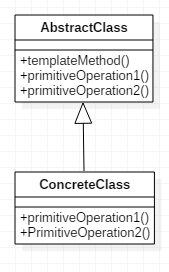 AbstractClass
+templateMethod()
+primitiveOperation1()
+primitiveOperation2()
ConcreteClass
+primitiveOperation1()
+PrimitiveOperation2()